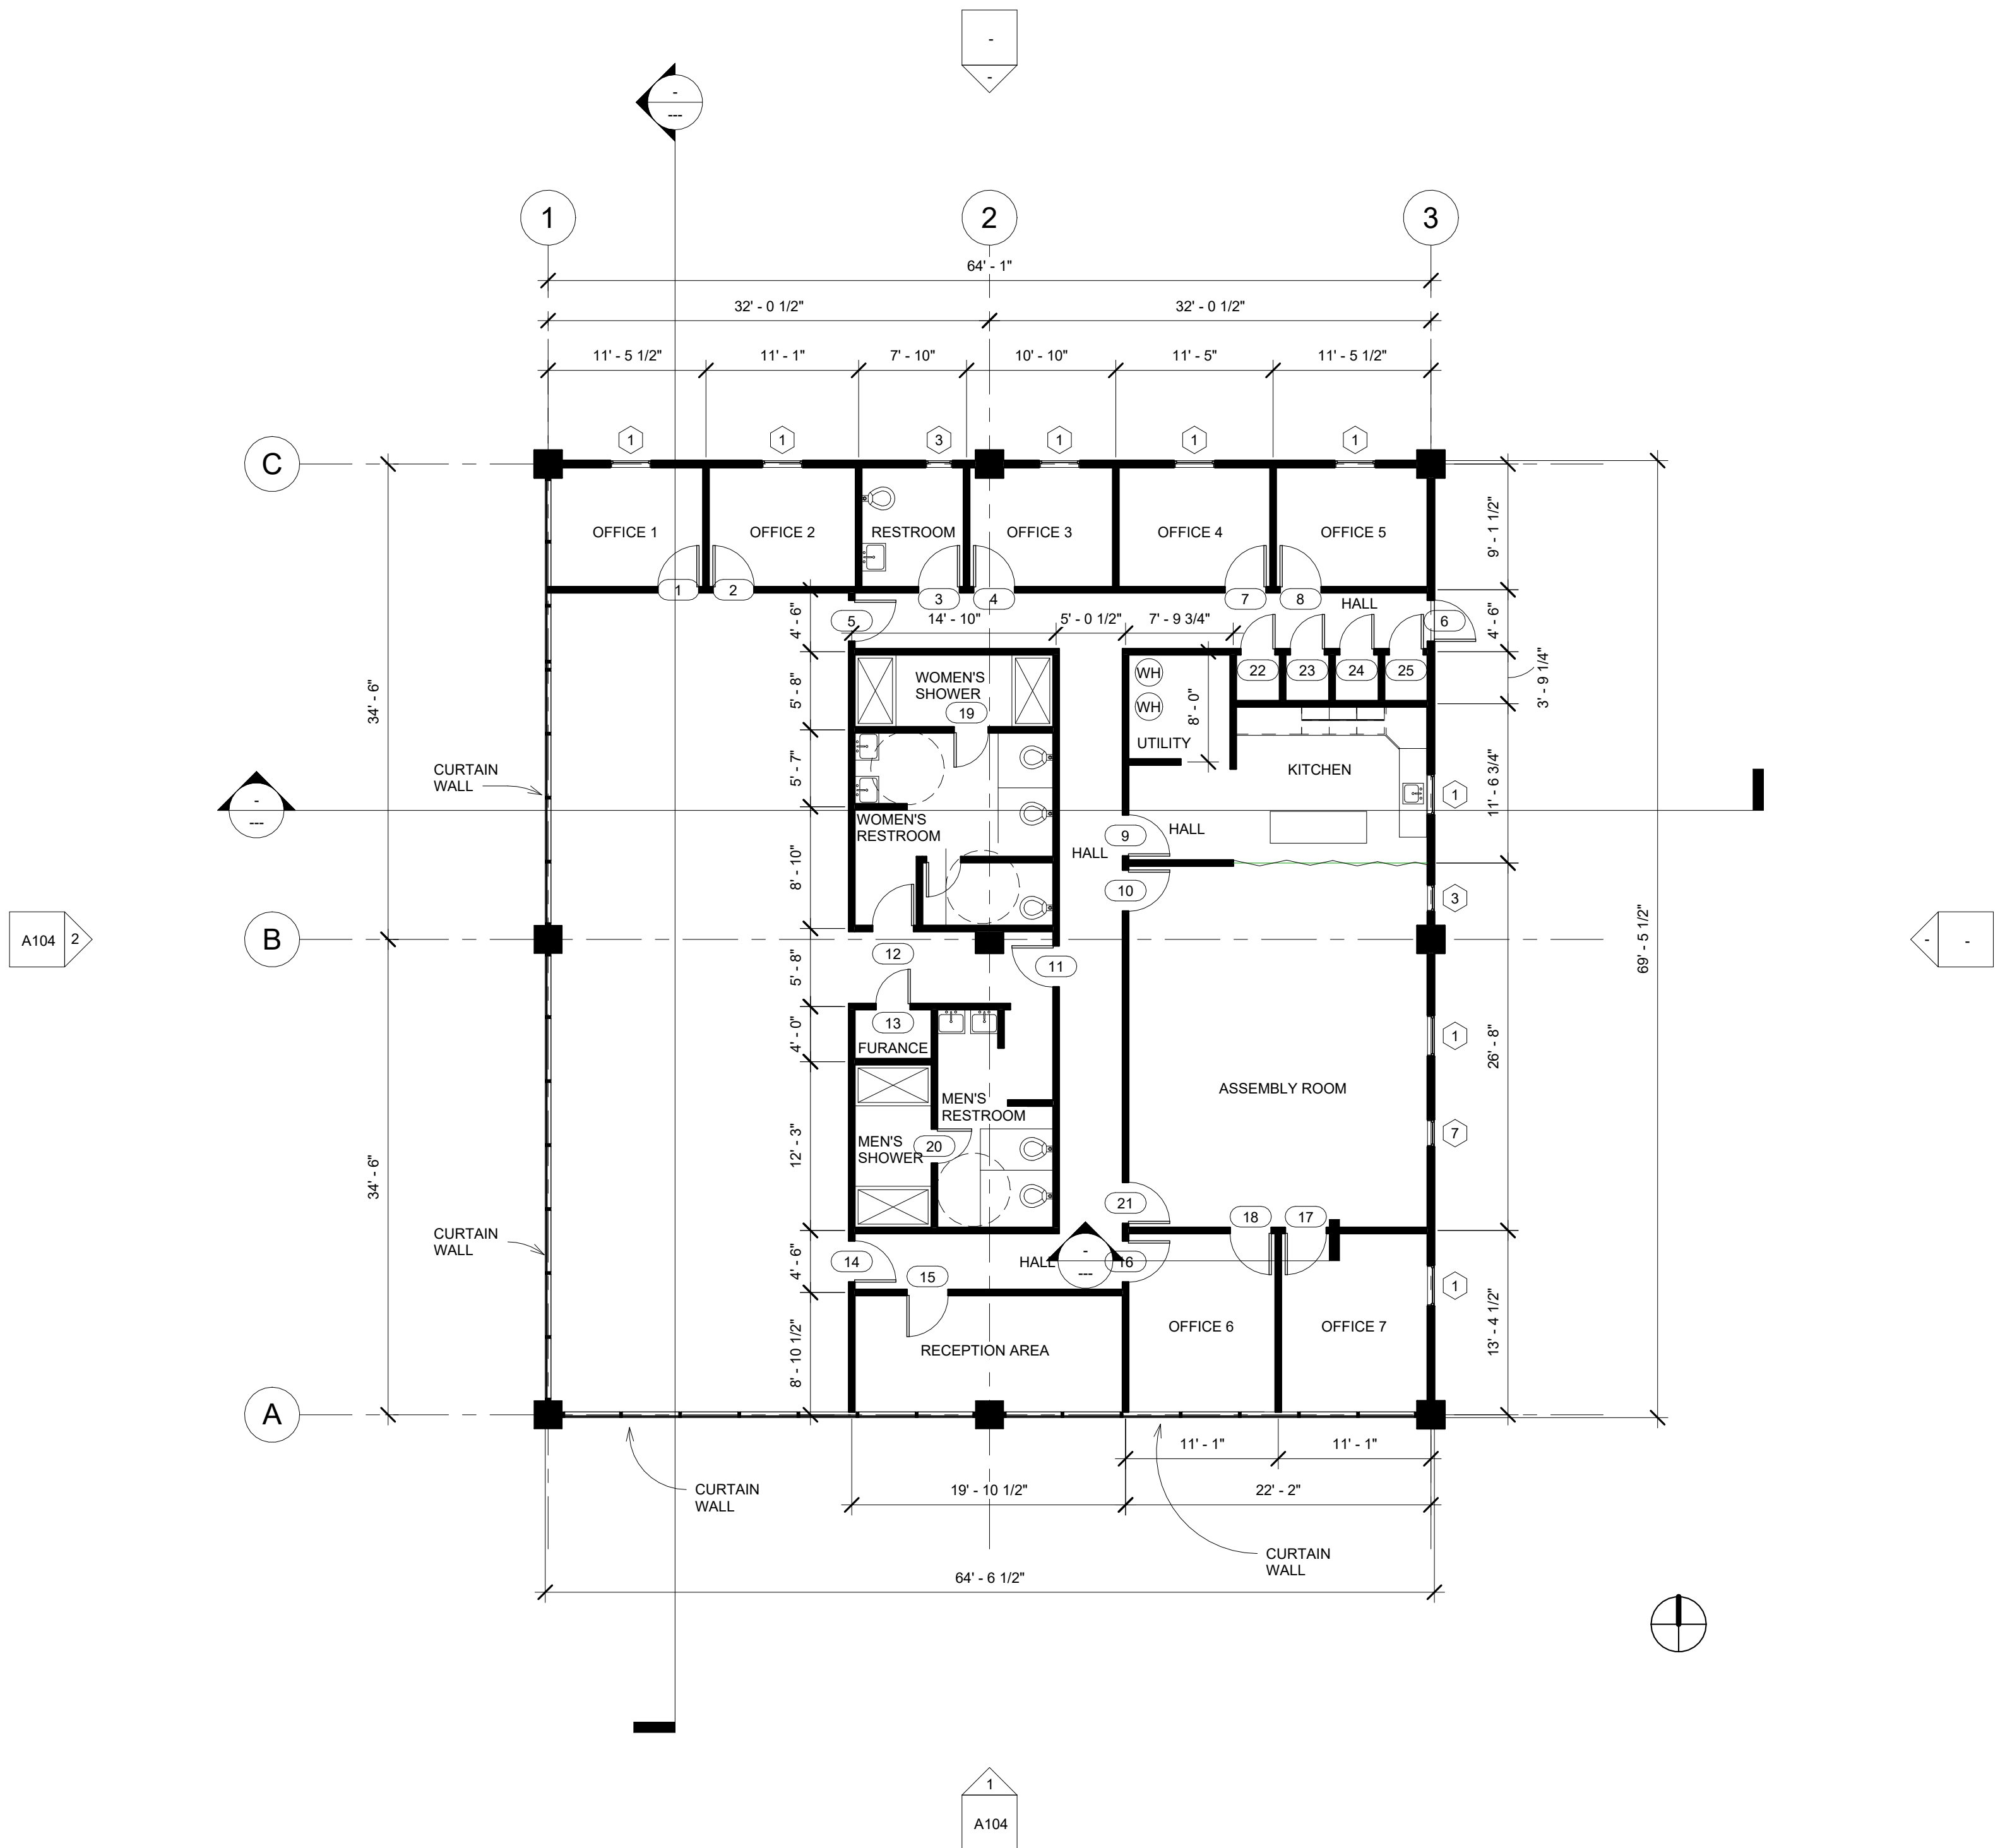 -
-
-
---
1
2
3
64' - 1"
32' - 0 1/2"
32' - 0 1/2"
11' - 5 1/2"
11' - 1"
7' - 10"
10' - 10"
11' - 5"
11' - 5 1/2"
1
1
3
1
1
1
C
OFFICE 1
OFFICE 2
RESTROOM
OFFICE 3
OFFICE 4
OFFICE 5
9' - 1 1/2"
1
2
3
4
7
8
HALL
4' - 6"
5
14' - 10"
5' - 0 1/2"
7' - 9 3/4"
6
4' - 6"
34' - 6"
5' - 8"
WOMEN'S
SHOWER
19
WH
WH
8' - 0"
UTILITY
22
23
24
25
3' - 9 1/4"
CURTAIN
WALL
5' - 7"
KITCHEN
1
11' - 6 3/4"
-
---
WOMEN'S
RESTROOM
9
HALL
HALL
8' - 10"
10
3
69' - 5 1/2"
A104
2
B
12
11
-
-
5' - 8"
13
FURANCE
4' - 0"
1
26' - 8"
ASSEMBLY ROOM
MEN'S
RESTROOM
7
34' - 6"
12' - 3"
MEN'S
SHOWER
20
21
18
17
CURTAIN
WALL
4' - 6"
14
15
HALL
-
---
16
1
8' - 10 1/2"
RECEPTION AREA
OFFICE 6
OFFICE 7
13' - 4 1/2"
A
11' - 1"
11' - 1"
CURTAIN
WALL
19' - 10 1/2"
22' - 2"
CURTAIN
WALL
64' - 6 1/2"
1
A104